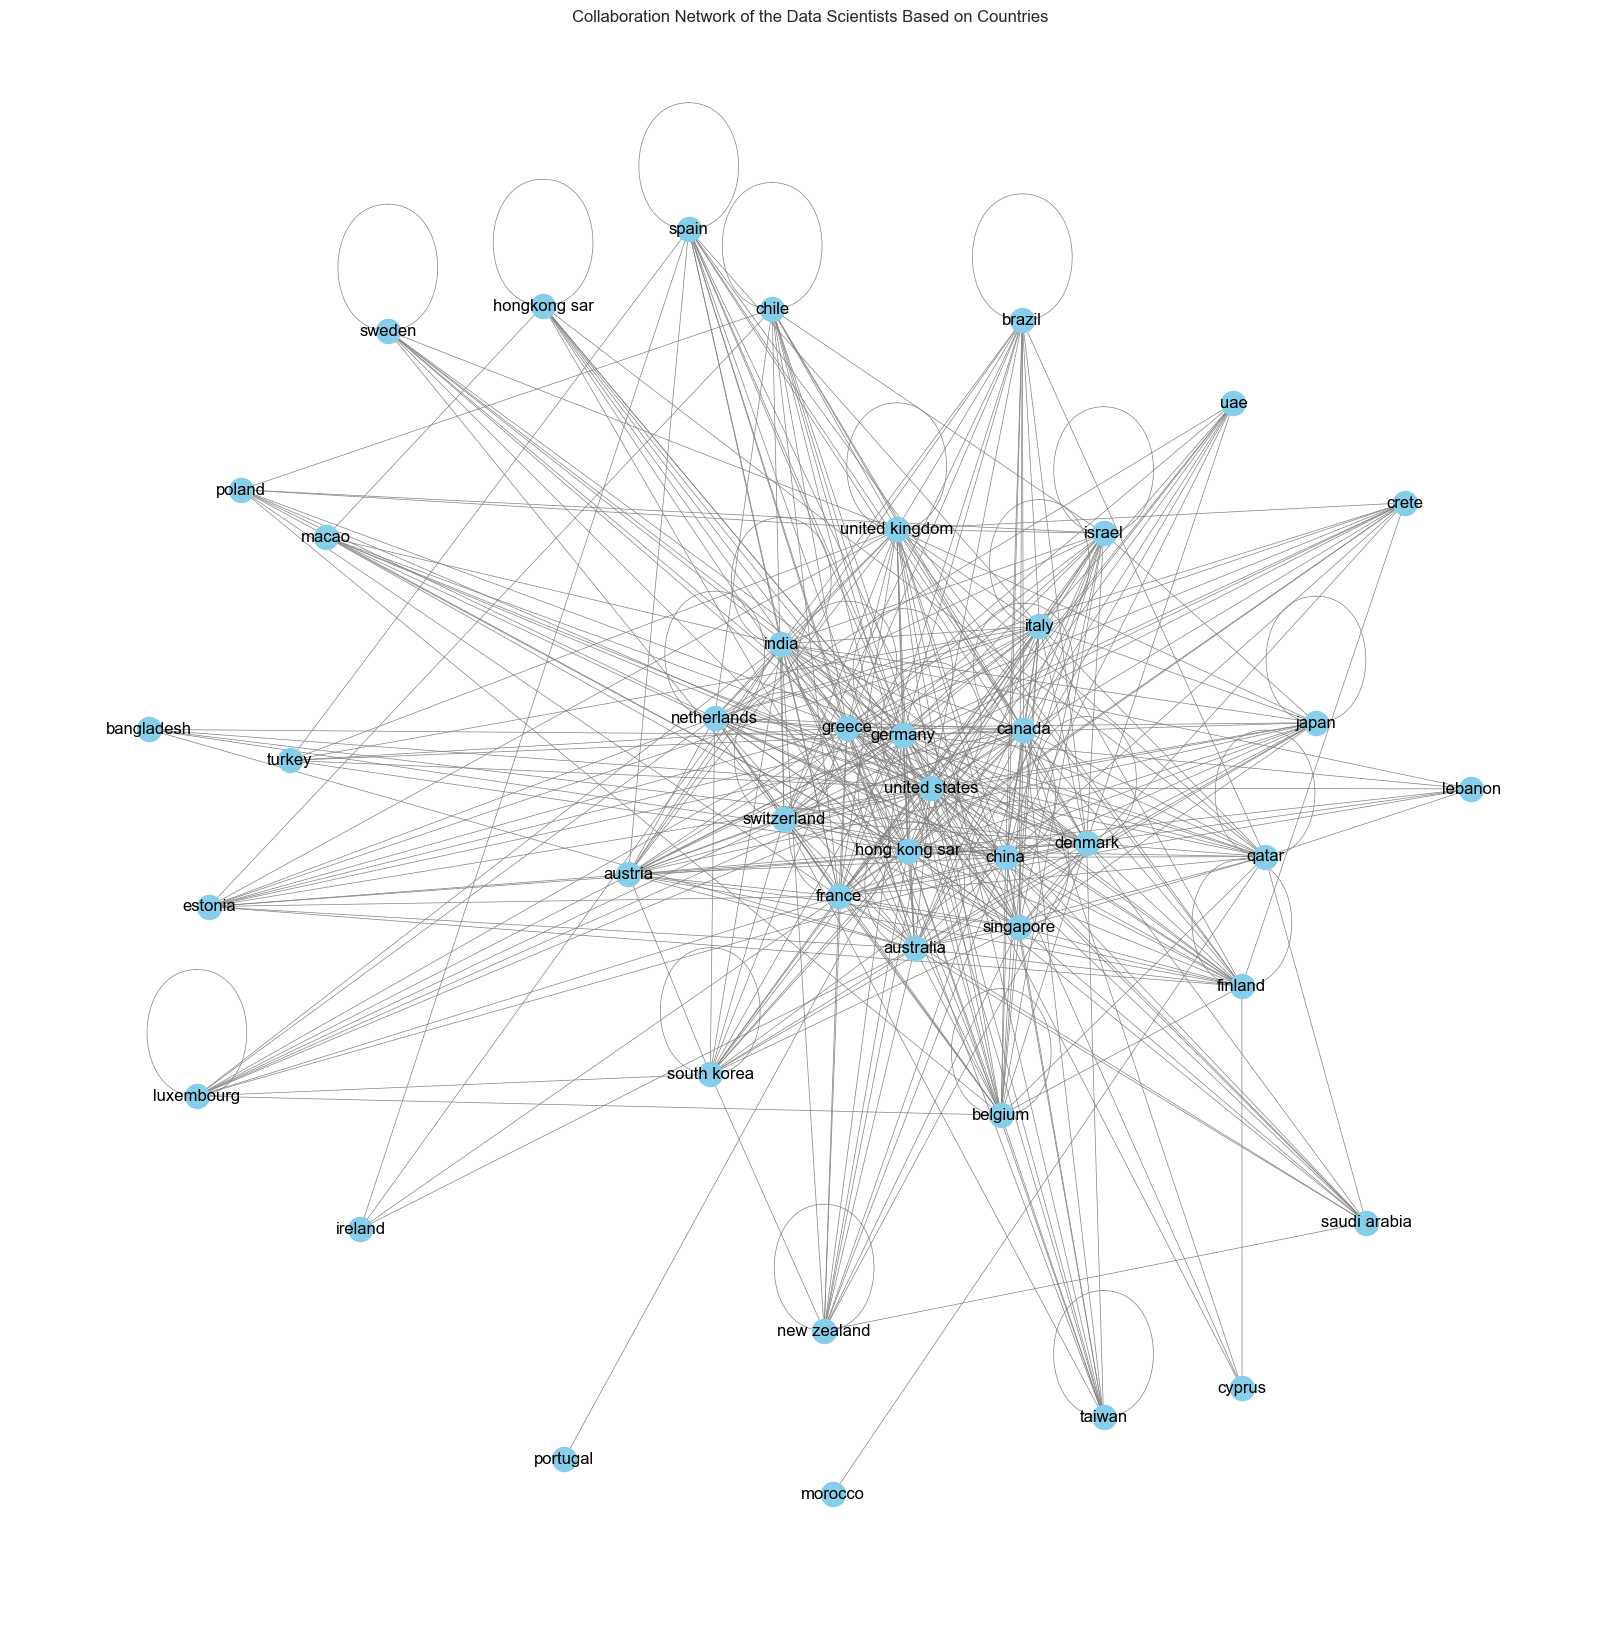 Collaboration Network of the Data Scientists Based on Countries
spain
hongkong sar
chile
brazil
sweden
uae
poland
crete
united kingdom
israel
macao
italy
india
netherlands
japan
greece
germany
canada
bangladesh
turkey
united states
lebanon
switzerland
denmark
hong kong sar
china
qatar
austria
france
estonia
singapore
australia
finland
south korea
luxembourg
belgium
saudi arabia
ireland
new zealand
cyprus
taiwan
portugal
morocco